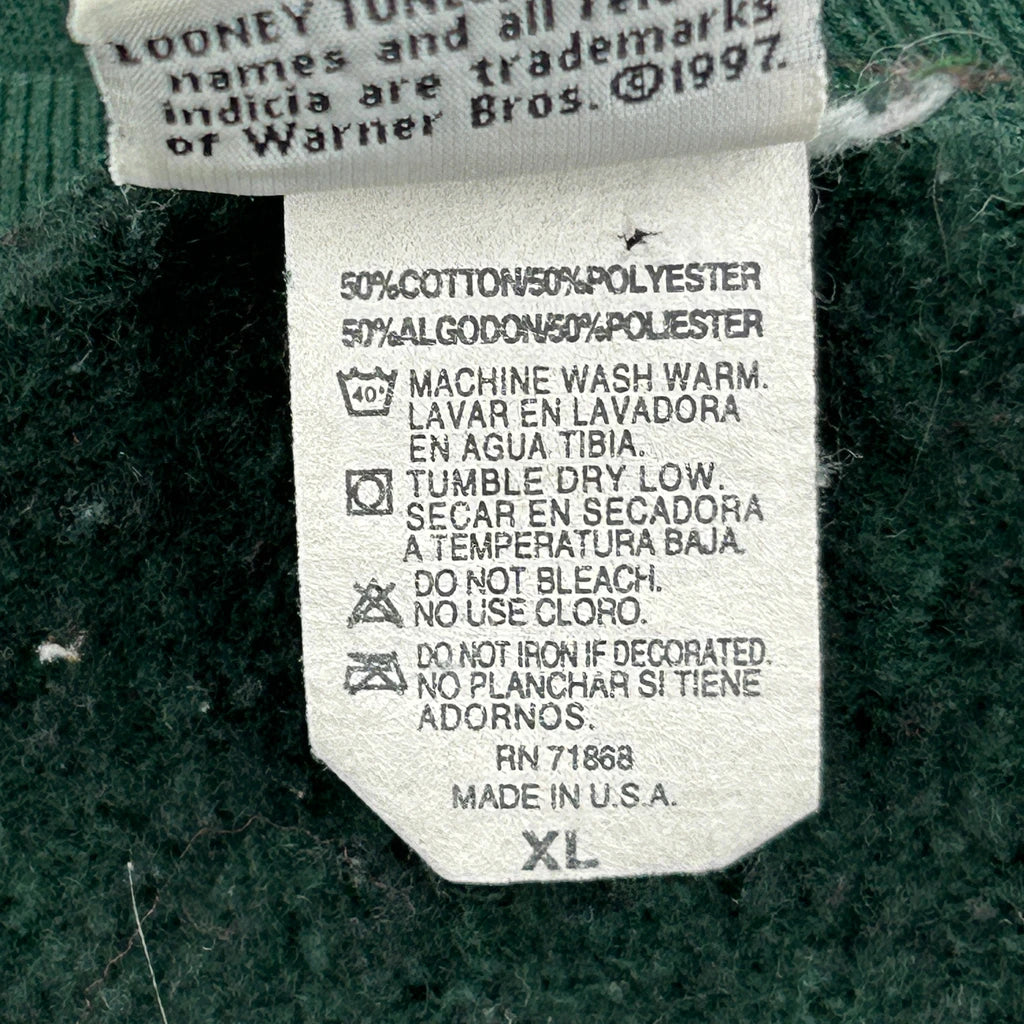 LOONEY TUNES
names and all
indicia are trademarks
of Warner Bros. ©1997.
50%COTTON/50%POLYESTER
50%ALGODON/50%POLIESTER
40°
MACHINE WASH WARM.
LAVAR EN LAVADORA
EN AGUA TIBIA.
TUMBLE DRY LOW.
SECAR EN SECADORA
A TEMPERATURA BAJA.
DO NOT BLEACH.
NO USE CLORO.
DO NOT IRON IF DECORATED.
NO PLANCHAR SI TIENE
ADORNOS.
RN 71868
MADE IN U.S.A.
XL